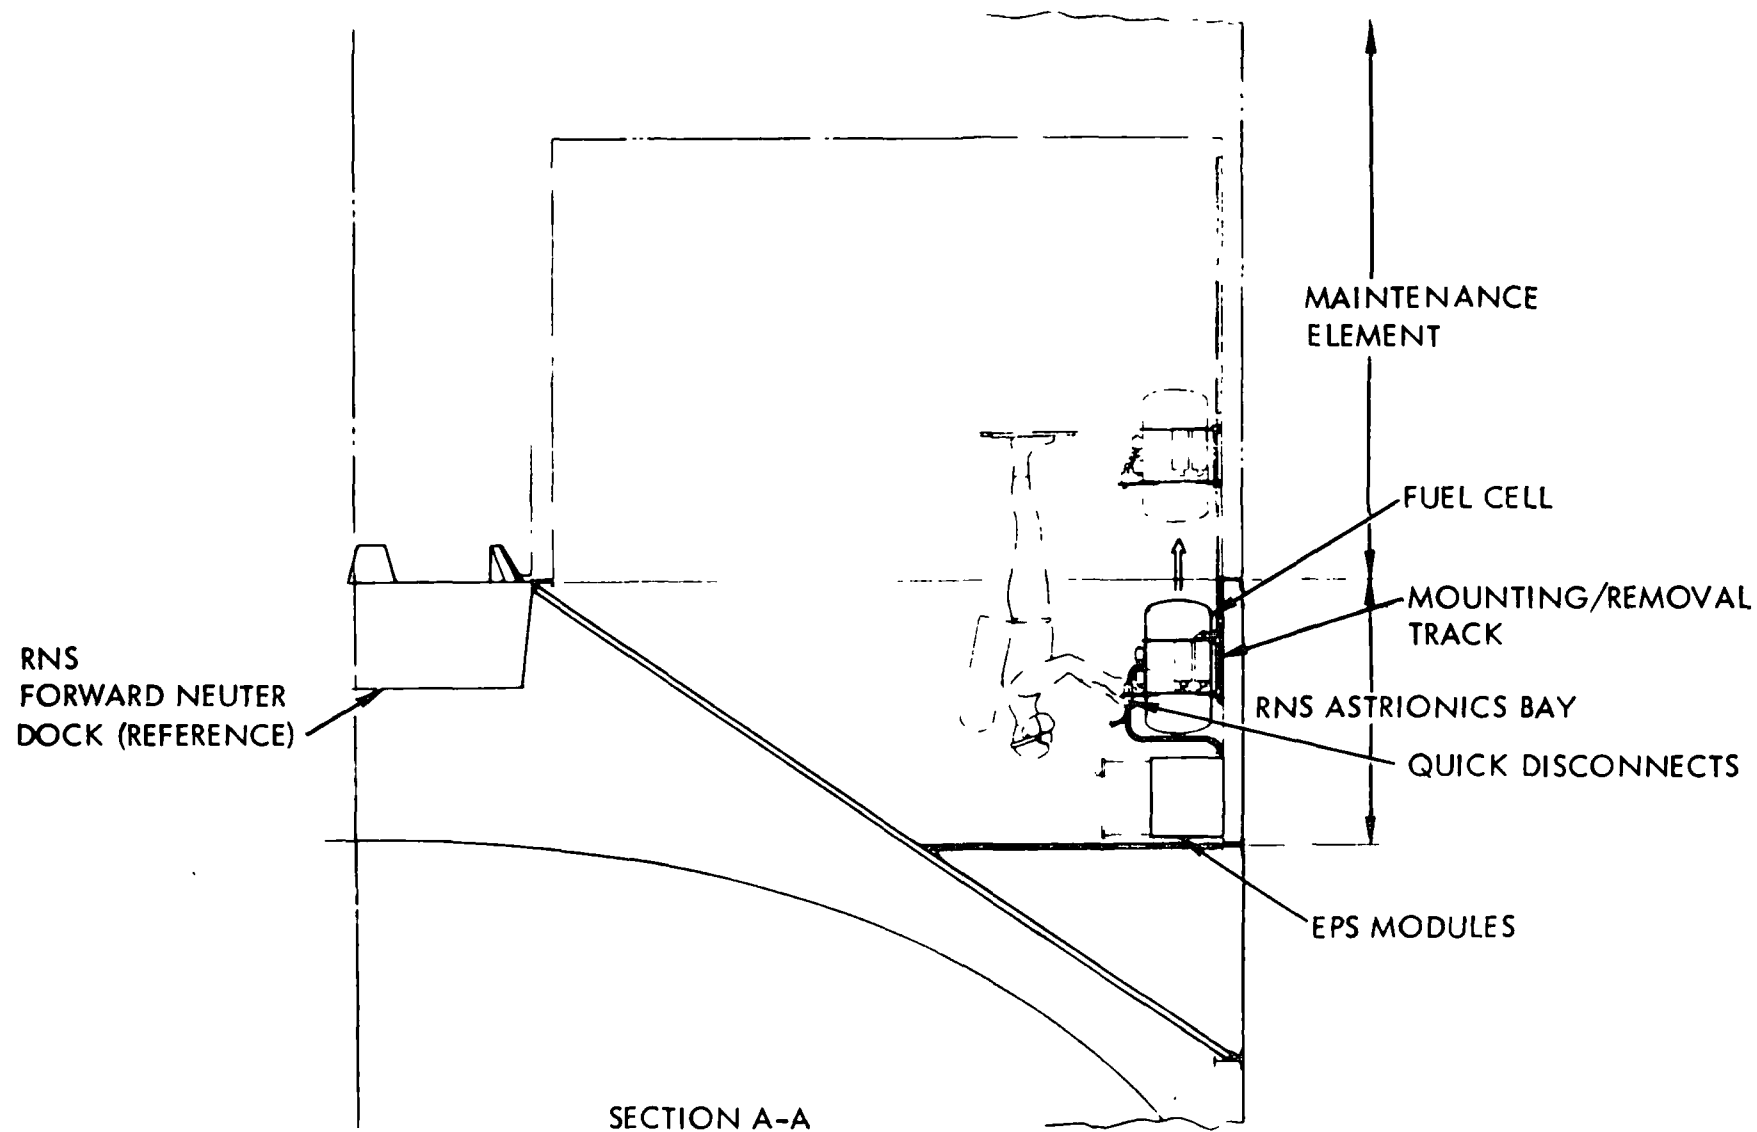 MAINTENANCE
ELEMENT
FUEL CELL
MOUNTING/REMOVAL
TRACK
RNS
FORWARD NEUTER
DOCK (REFERENCE)
RNS ASTRIONICS BAY
QUICK DISCONNECTS
EPS MODULES
SECTION A-A